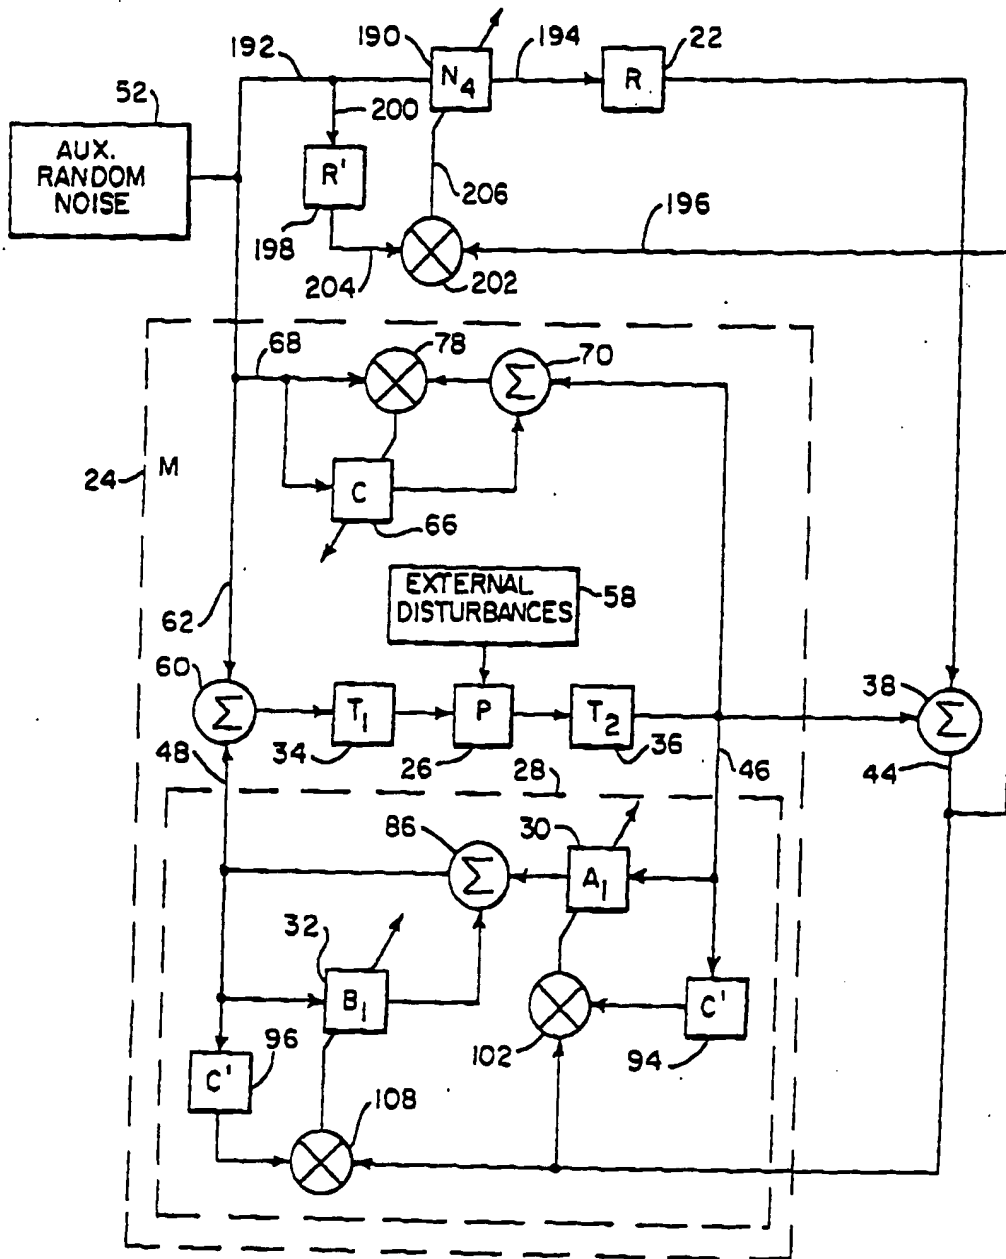 192
190
N4
194
22
R
52
AUX.
RANDOM
NOISE
200
R'
198
206
204
202
196
68
78
70
Σ
24
M
C
66
EXTERNAL
DISTURBANCES
58
62
60
Σ
T1
34
P
26
T2
36
38
Σ
48
28
46
44
86
Σ
30
A1
32
B1
C'
94
102
C'
96
108